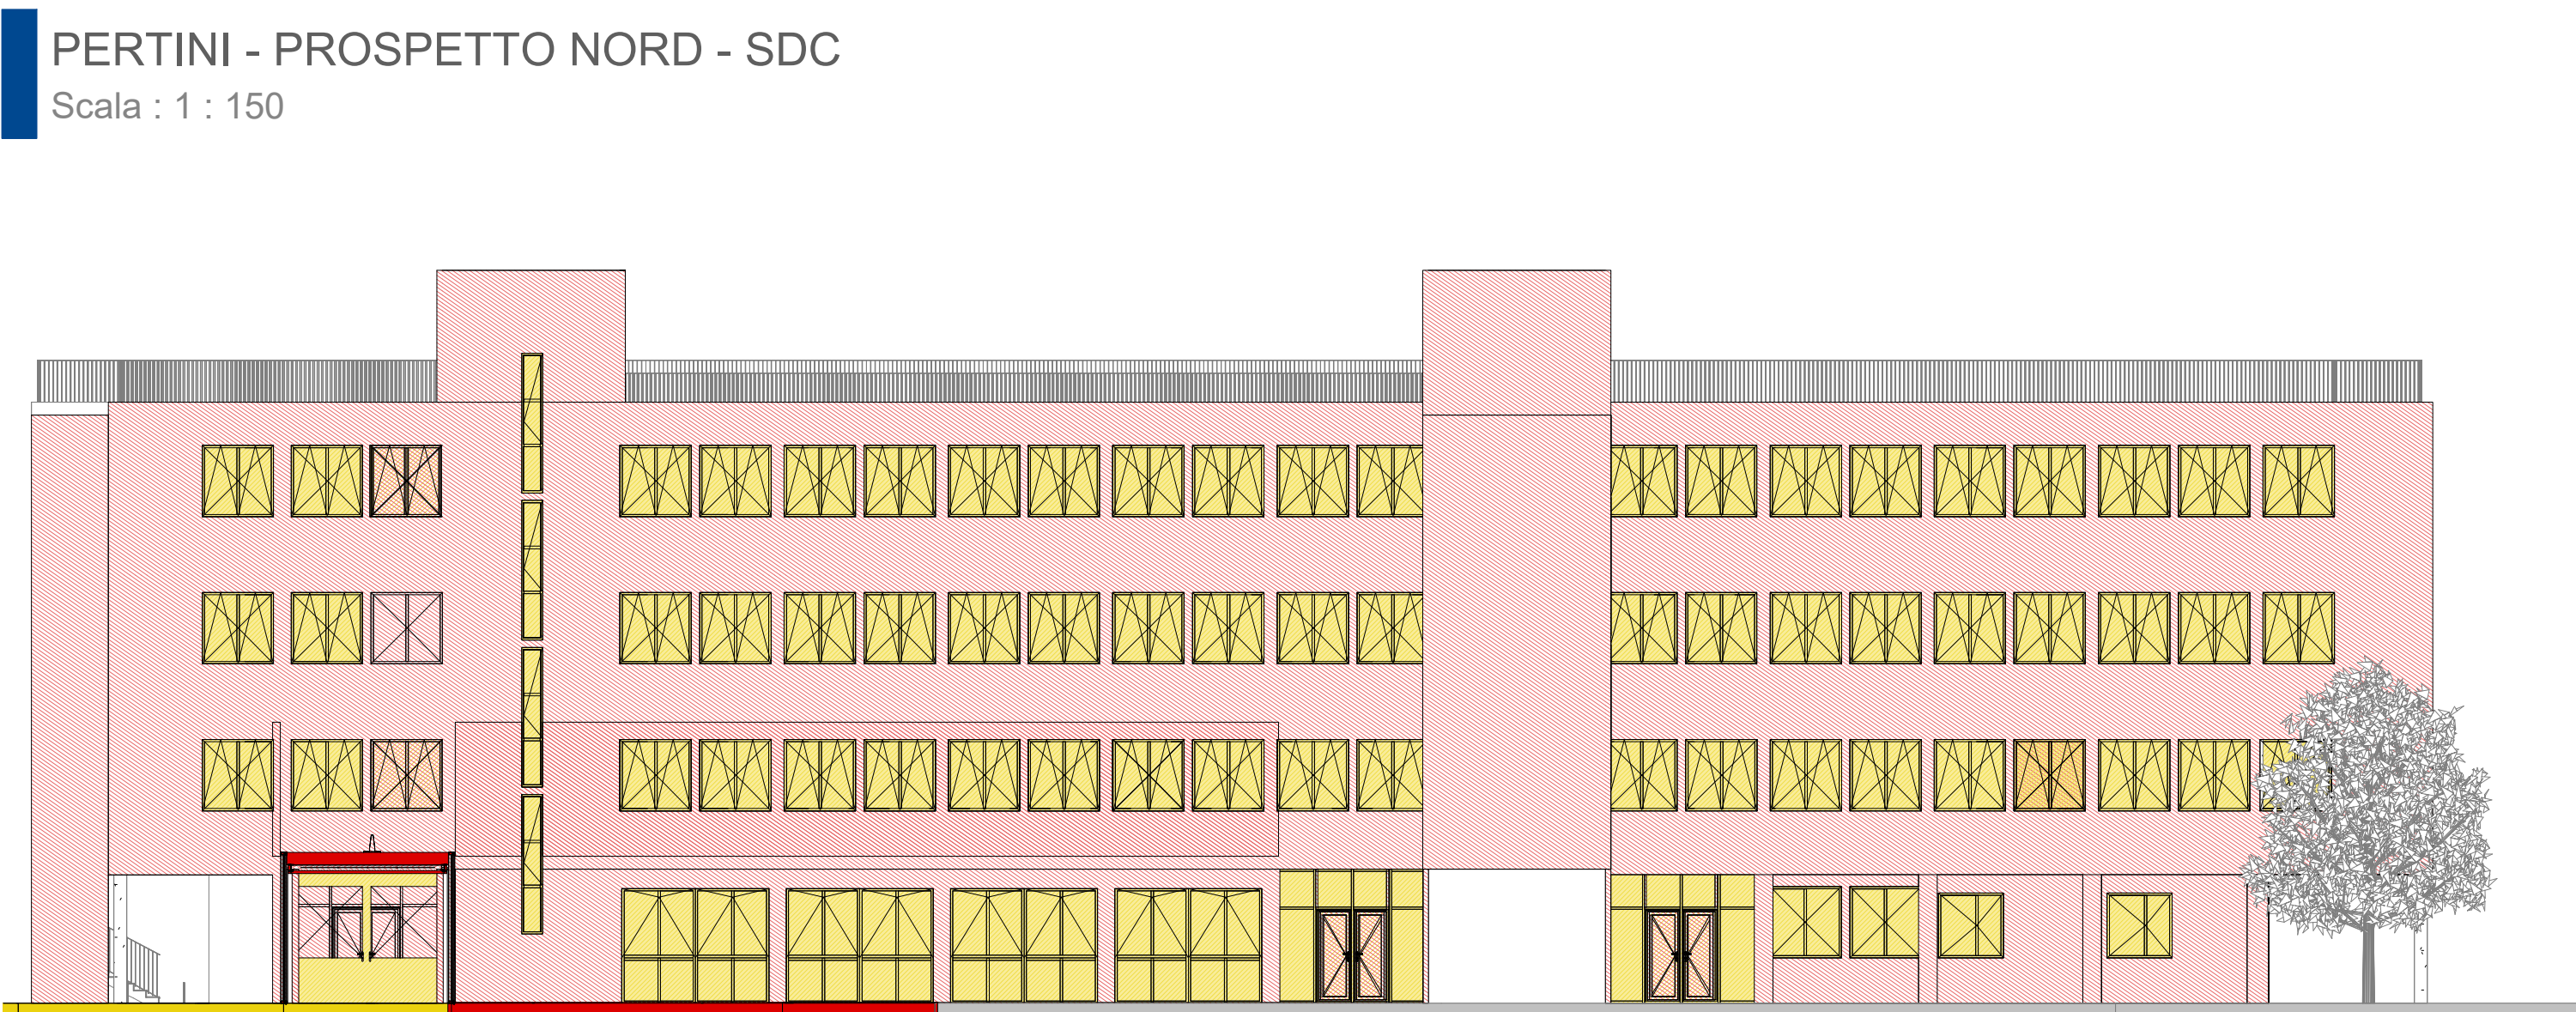 PERTINI - PROSPETTO NORD - SDC
Scala : 1 : 150